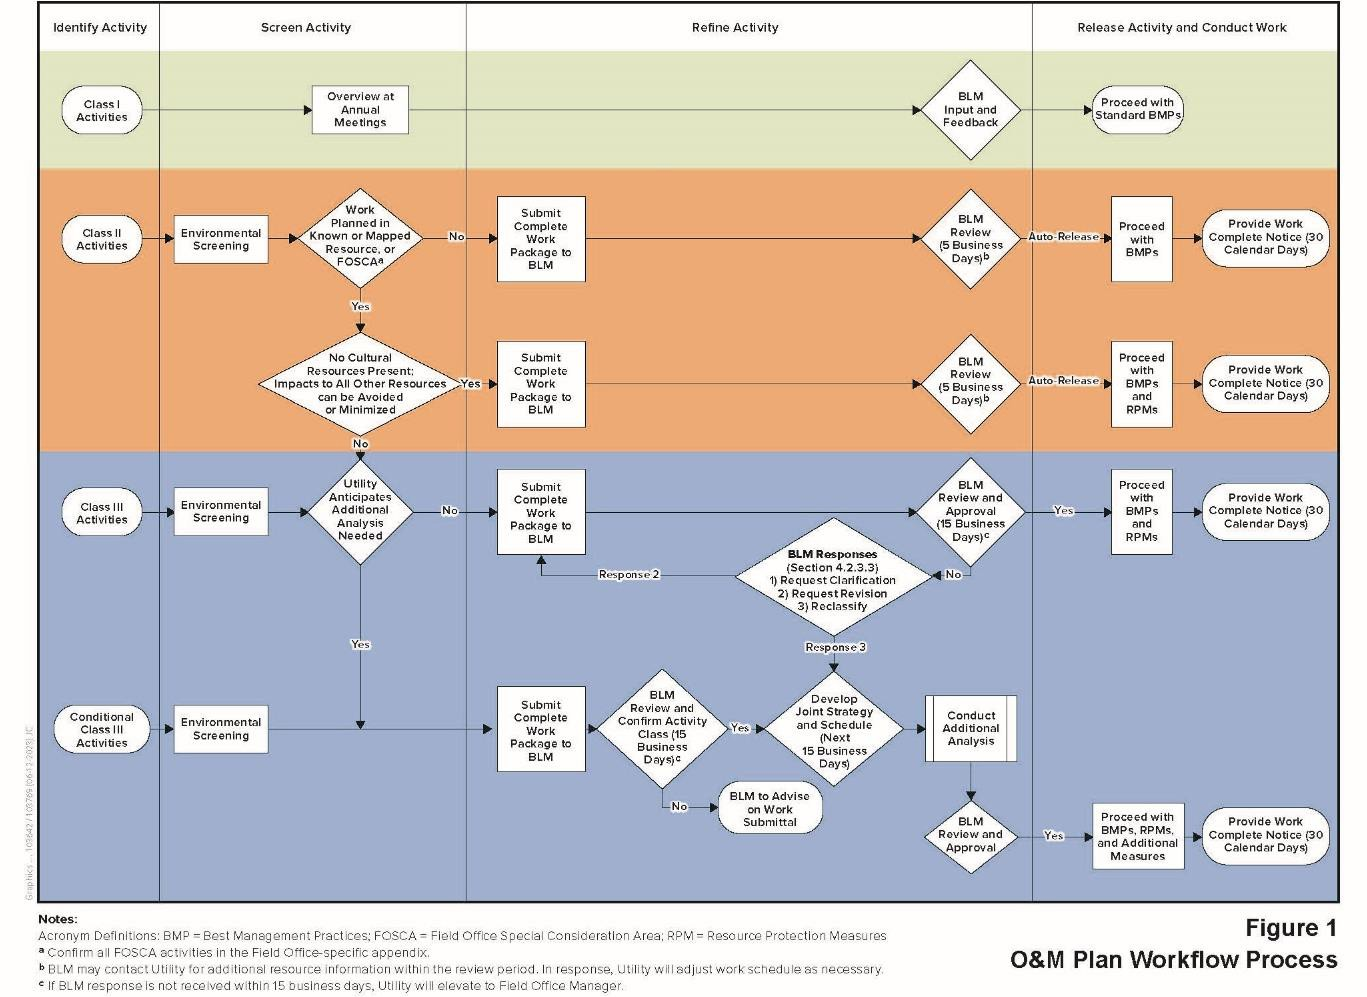 Identify Activity
Screen Activity
Refine Activity
Release Activity and Conduct Work
Class I
Activities
Overview at
Annual
Meetings
BLM
Input and
Feedback
Proceed with
Standard BMPs
Class II
Activities
Environmental
Screening
Work
Planned in
Known or Mapped
Resource, or
FOSCAa
No
Submit
Complete
Work
Package to
BLM
BLM
Review
(5 Business
Days)b
Auto-Release
Proceed
with
BMPs
Provide Work
Complete Notice (30
Calendar Days)
Yes
No Cultural
Resources Present;
Impacts to All Other Resources
can be Avoided
or Minimized
Yes
Submit
Complete
Work
Package to
BLM
BLM
Review
(5 Business
Days)b
Auto-Release
Proceed
with
BMPs
and
RPMs
Provide Work
Complete Notice (30
Calendar Days)
No
Class III
Activities
Environmental
Screening
Utility
Anticipates
Additional
Analysis
Needed
No
Submit
Complete
Work
Package to
BLM
BLM
Review and
Approval
(15 Business
Days)c
Yes
Proceed
with
BMPs
and
RPMs
Provide Work
Complete Notice (30
Calendar Days)
No
BLM Responses
(Section 4.2.3.3)
1) Request Clarification
2) Request Revision
3) Reclassify
Response 2
Response 3
Yes
Conditional
Class III
Activities
Environmental
Screening
Submit
Complete
Work
Package to
BLM
BLM
Review and
Confirm Activity
Class (15
Business
Days)c
Yes
Develop
Joint Strategy
and Schedule
(Next
15 Business
Days)
Conduct
Additional
Analysis
No
BLM to Advise
on Work
Submittal
BLM
Review and
Approval
Yes
Proceed with
BMPs, RPMs,
and Additional
Measures
Provide Work
Complete Notice (30
Calendar Days)
Graphics ... 103642 / 103769 (06-12-2023) JC
Notes:
Acronym Definitions: BMP = Best Management Practices; FOSCA = Field Office Special Consideration Area; RPM = Resource Protection Measures
a Confirm all FOSCA activities in the Field Office-specific appendix.
b BLM may contact Utility for additional resource information within the review period. In response, Utility will adjust work schedule as necessary.
c If BLM response is not received within 15 business days, Utility will elevate to Field Office Manager.
Figure 1
O&M Plan Workflow Process